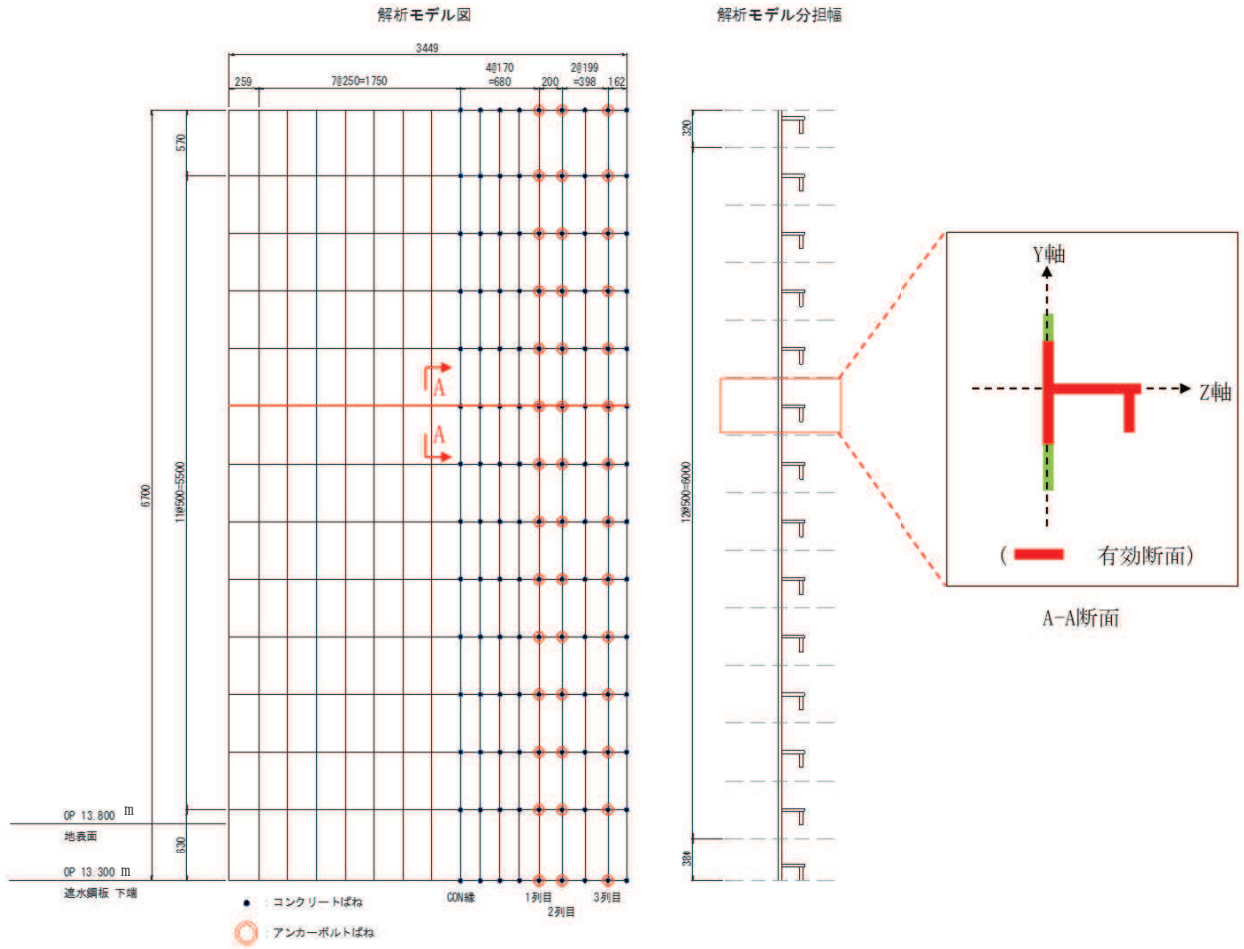 解析モデル図
解析モデル分担幅
3449
4@170
2@199
259
7@250=1750
=680
200
=398
162
570
320
6700
11@500=5500
12@500=6000
A
A
Y軸
Z軸
( 有効断面)
A-A断面
OP 13.800 m
地表面
630
380
OP 13.300 m
遮水鋼板 下端
CON縁
1列目
2列目
3列目
: コンクリートばね
: アンカーボルトばね